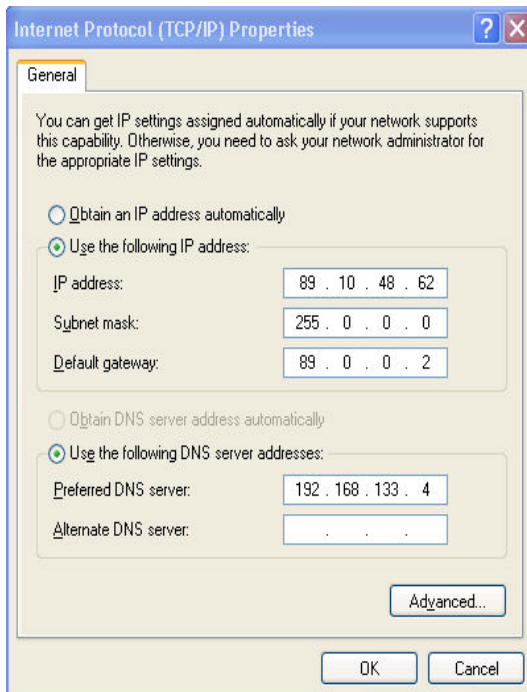 Internet Protocol (TCP/IP) Properties
General
You can get IP settings assigned automatically if your network supports
this capability. Otherwise, you need to ask your network administrator for
the appropriate IP settings.
Obtain an IP address automatically
Use the following IP address:
IP address: 89 . 10 . 48 . 62
Subnet mask: 255 . 0 . 0 . 0
Default gateway: 89 . 0 . 0 . 2
Obtain DNS server address automatically
Use the following DNS server addresses:
Preferred DNS server: 192 . 168 . 133 . 4
Alternate DNS server: . . .
Advanced...
OK Cancel